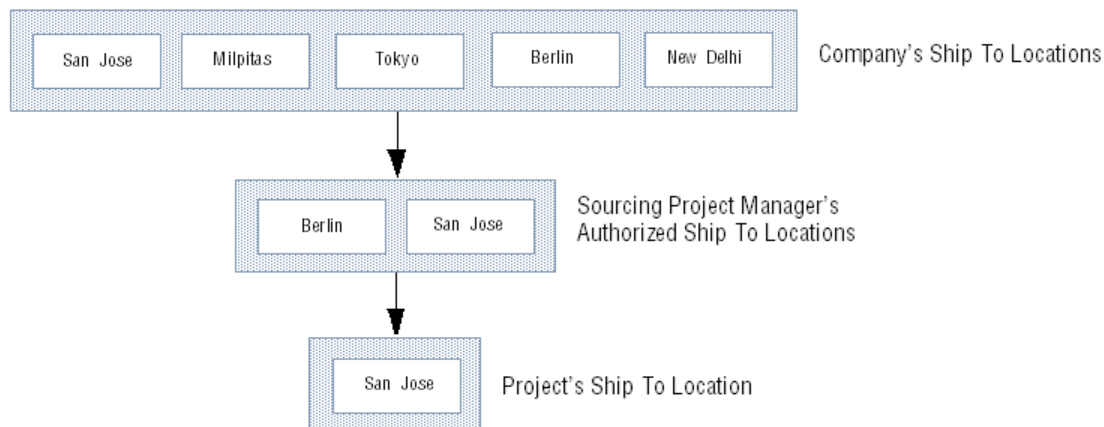 San Jose
Milpitas
Tokyo
Berlin
New Delhi
Company's Ship To Locations
Berlin
San Jose
Sourcing Project Manager's
Authorized Ship To Locations
San Jose
Project's Ship To Location